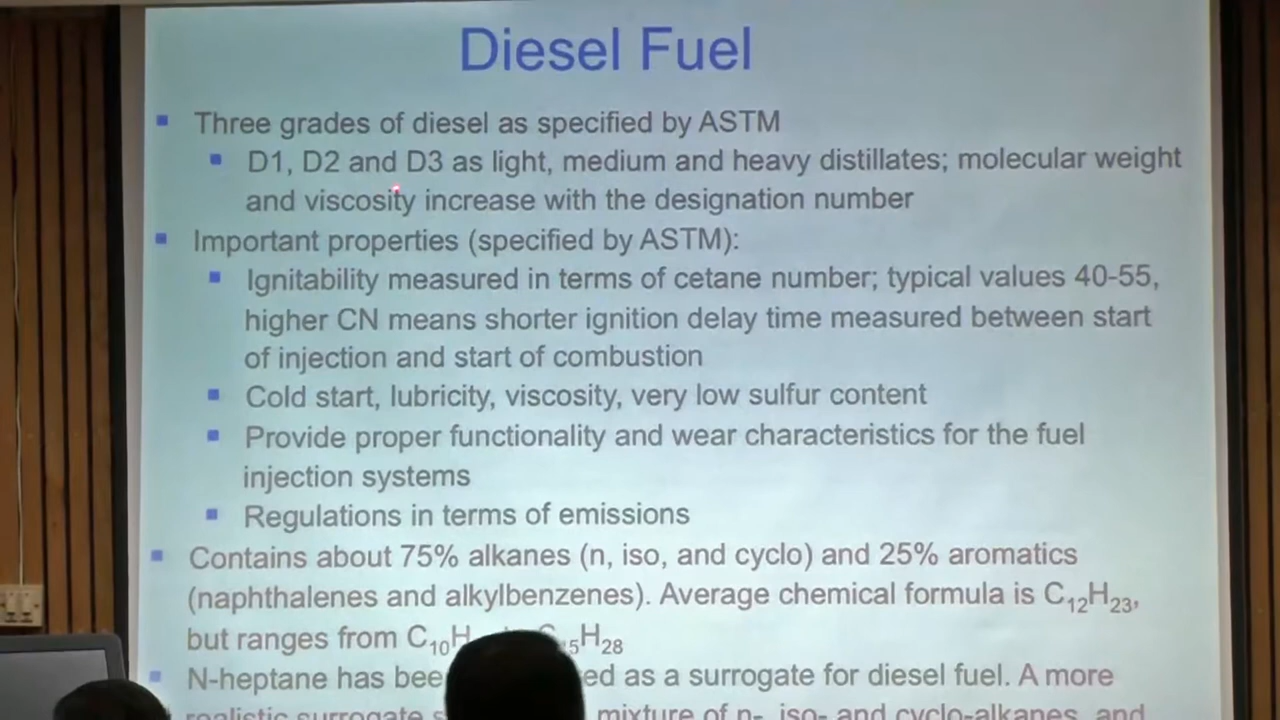 Diesel Fuel
Three grades of diesel as specified by ASTM
D1, D2 and D3 as light, medium and heavy distillates; molecular weight
and viscosity increase with the designation number
Important properties (specified by ASTM):
Ignitability measured in terms of cetane number; typical values 40-55,
higher CN means shorter ignition delay time measured between start
of injection and start of combustion
Cold start, lubricity, viscosity, very low sulfur content
Provide proper functionality and wear characteristics for the fuel
injection systems
Regulations in terms of emissions
Contains about 75% alkanes (n, iso, and cyclo) and 25% aromatics
(naphthalenes and alkylbenzenes). Average chemical formula is C₁₂H₂₃,
but ranges from C₁₀H ₅H₂₈
N-heptane has as a surrogate for diesel fuel. A more
realistic surrogate mixture of n-, iso- and cyclo-alkanes, and